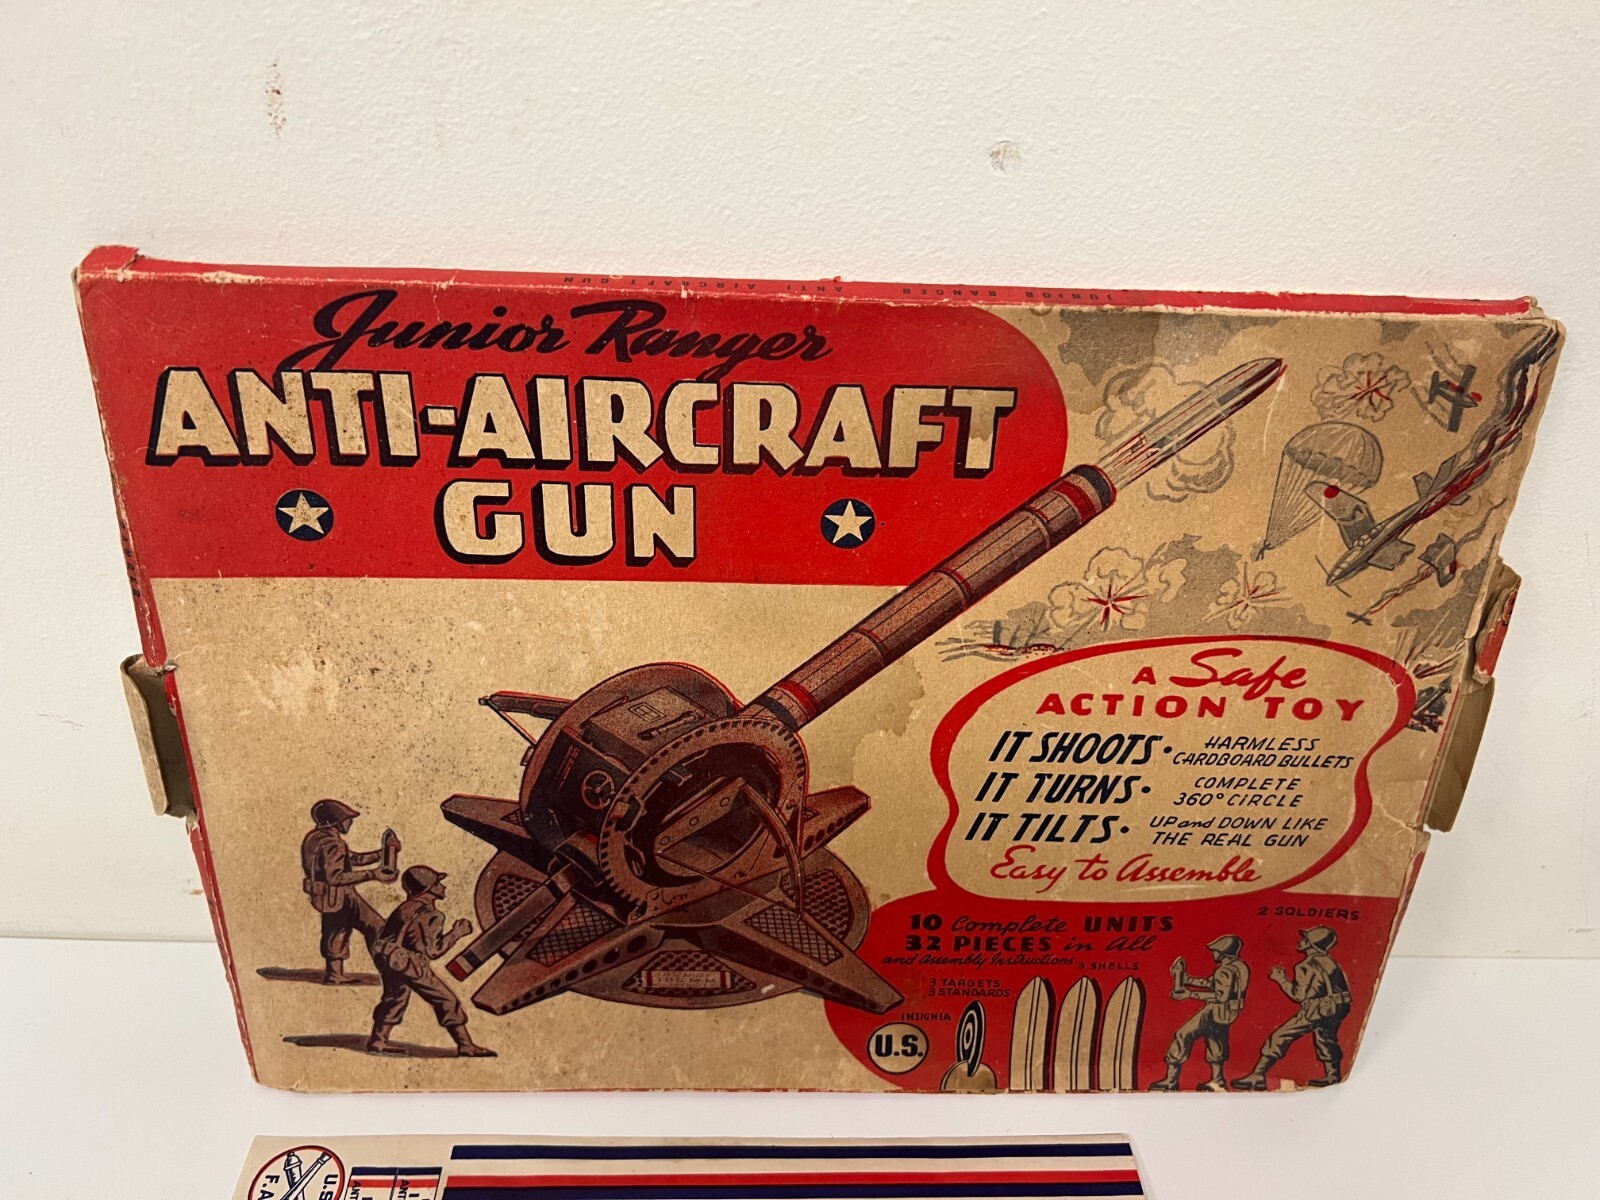 JUNIOR RANGER ANTI AIRCRAFT GUN
Junior Ranger
ANTI-AIRCRAFT
GUN
A Safe
ACTION TOY
IT SHOOTS • HARMLESS
CARDBOARD BULLETS
IT TURNS • COMPLETE
360° CIRCLE
IT TILTS • UP and DOWN LIKE
THE REAL GUN
Easy to Assemble
10 Complete UNITS
32 PIECES in All
and Assembly Instructions
2 SOLDIERS
3 SHELLS
3 TARGETS
3 STANDARDS
INSIGNIA
U.S.
U.S.
F.A